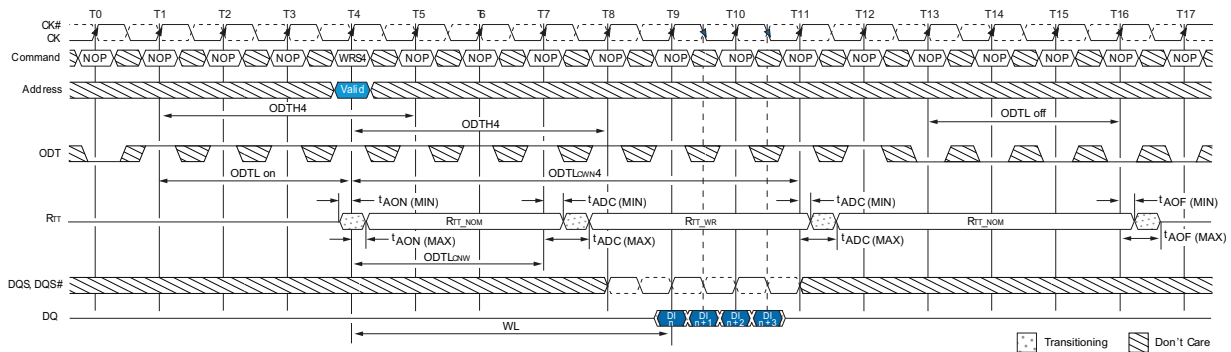 T0 T1 T2 T3 T4 T5 T6 T7 T8 T9 T10 T11 T12 T13 T14 T15 T16 T17
CK#
CK
Command NOP NOP NOP NOP WRS4 NOP NOP NOP NOP NOP NOP NOP NOP NOP NOP NOP NOP NOP
Address Valid
ODTH4 ODTL off
ODTH4
ODT
ODTL on ODTLCWN4
tAON (MIN) tADC (MIN) tADC (MIN) tAOF (MIN)
RTT RTT_NOM RTT_WR RTT_NOM
tAON (MAX) tADC (MAX) tADC (MAX) tAOF (MAX)
ODTLCNW
DQS, DQS#
DQ DI n DI n+1 DI n+2 DI n+3
WL
Transitioning Don't Care